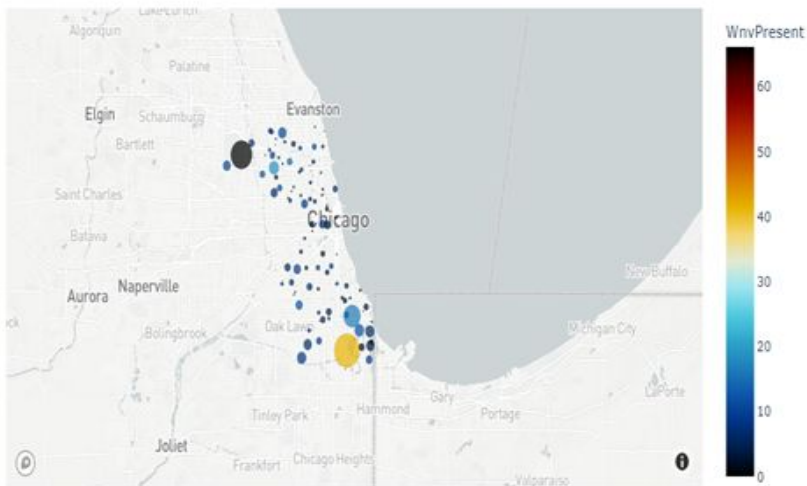 Lake-Zurich
Algonquin
Palatine
WnvPresent
Elgin
Schaumburg
Evanston
Bartlett
Saint Charles
Chicago
Batavia
Naperville
Aurora
New Buffalo
Oak Lawn
Bolingbrook
Michigan City
LaPorte
Gary
Tinley Park
Hammond
Portage
Joliet
Frankfort
Chicago Heights
Valparaiso
60
50
40
30
20
10
0